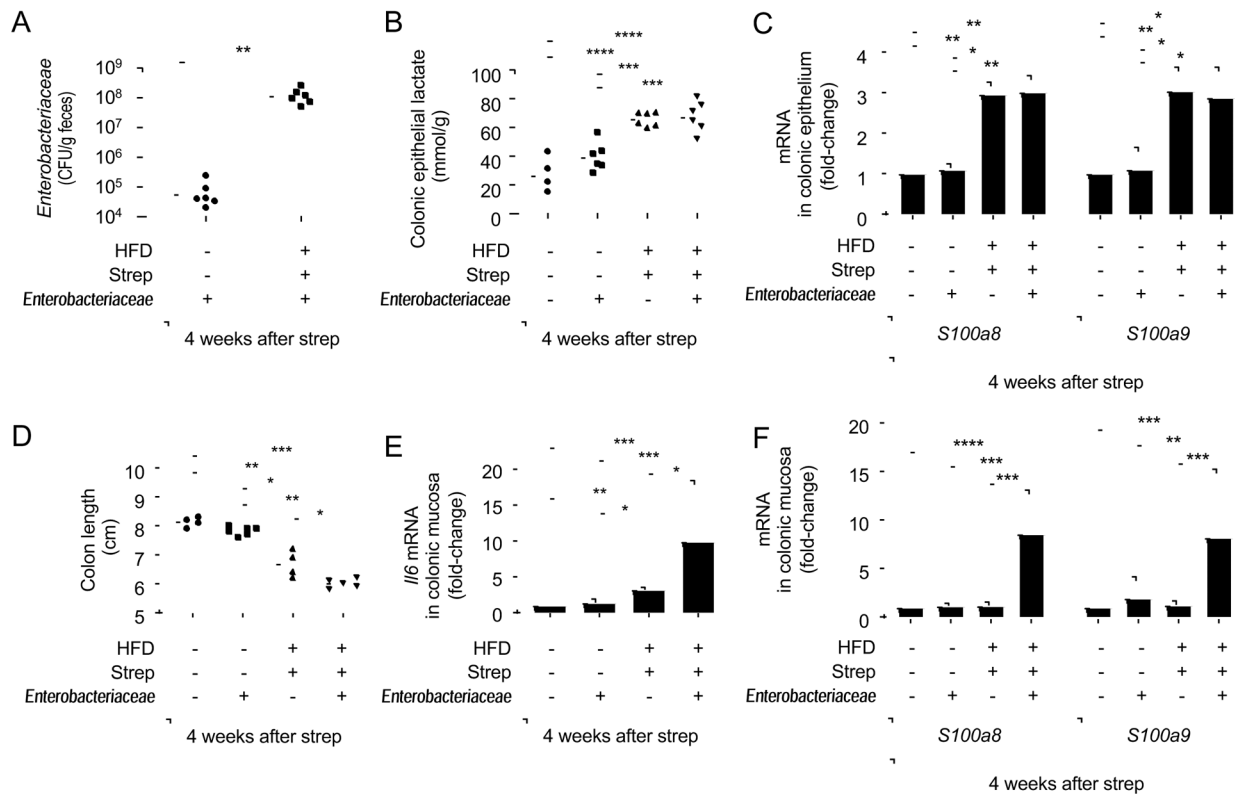 A
Enterobacteriaceae
(CFU/g feces)
**
10⁹
10⁸
10⁷
10⁶
10⁵
10⁴
HFD - +
Strep - +
Enterobacteriaceae + +
4 weeks after strep
B
Colonic epithelial lactate
(mmol/g)
****
**** ***
***
100
80
60
40
20
0
HFD - - + +
Strep - - + +
Enterobacteriaceae - + - +
4 weeks after strep
C
mRNA
in colonic epithelium
(fold-change)
** ** * **
* ** * *
4
3
2
1
0
HFD - - + + - - + +
Strep - - + + - - + +
Enterobacteriaceae - + - + - + - +
S100a8 S100a9
4 weeks after strep
D
Colon length
(cm)
***
** *
**
*
10
9
8
7
6
5
HFD - - + +
Strep - - + +
Enterobacteriaceae - + - +
4 weeks after strep
E
Il6 mRNA
in colonic mucosa
(fold-change)
***
*** *
** *
20
15
10
5
0
HFD - - + +
Strep - - + +
Enterobacteriaceae - + - +
4 weeks after strep
F
mRNA
in colonic mucosa
(fold-change)
**** *** ***
*** ** ***
20
15
10
5
0
HFD - - + + - - + +
Strep - - + + - - + +
Enterobacteriaceae - + - + - + - +
S100a8 S100a9
4 weeks after strep